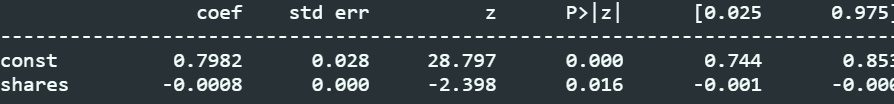 coef std err z P>|z| [0.025 0.975]
--------------------------------------------------------------------------------
const 0.7982 0.028 28.797 0.000 0.744 0.853
shares -0.0008 0.000 -2.398 0.016 -0.001 -0.000